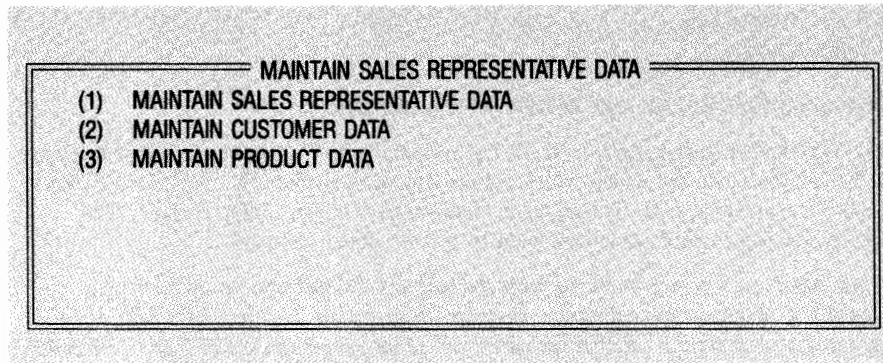 MAINTAIN SALES REPRESENTATIVE DATA
(1) MAINTAIN SALES REPRESENTATIVE DATA
(2) MAINTAIN CUSTOMER DATA
(3) MAINTAIN PRODUCT DATA